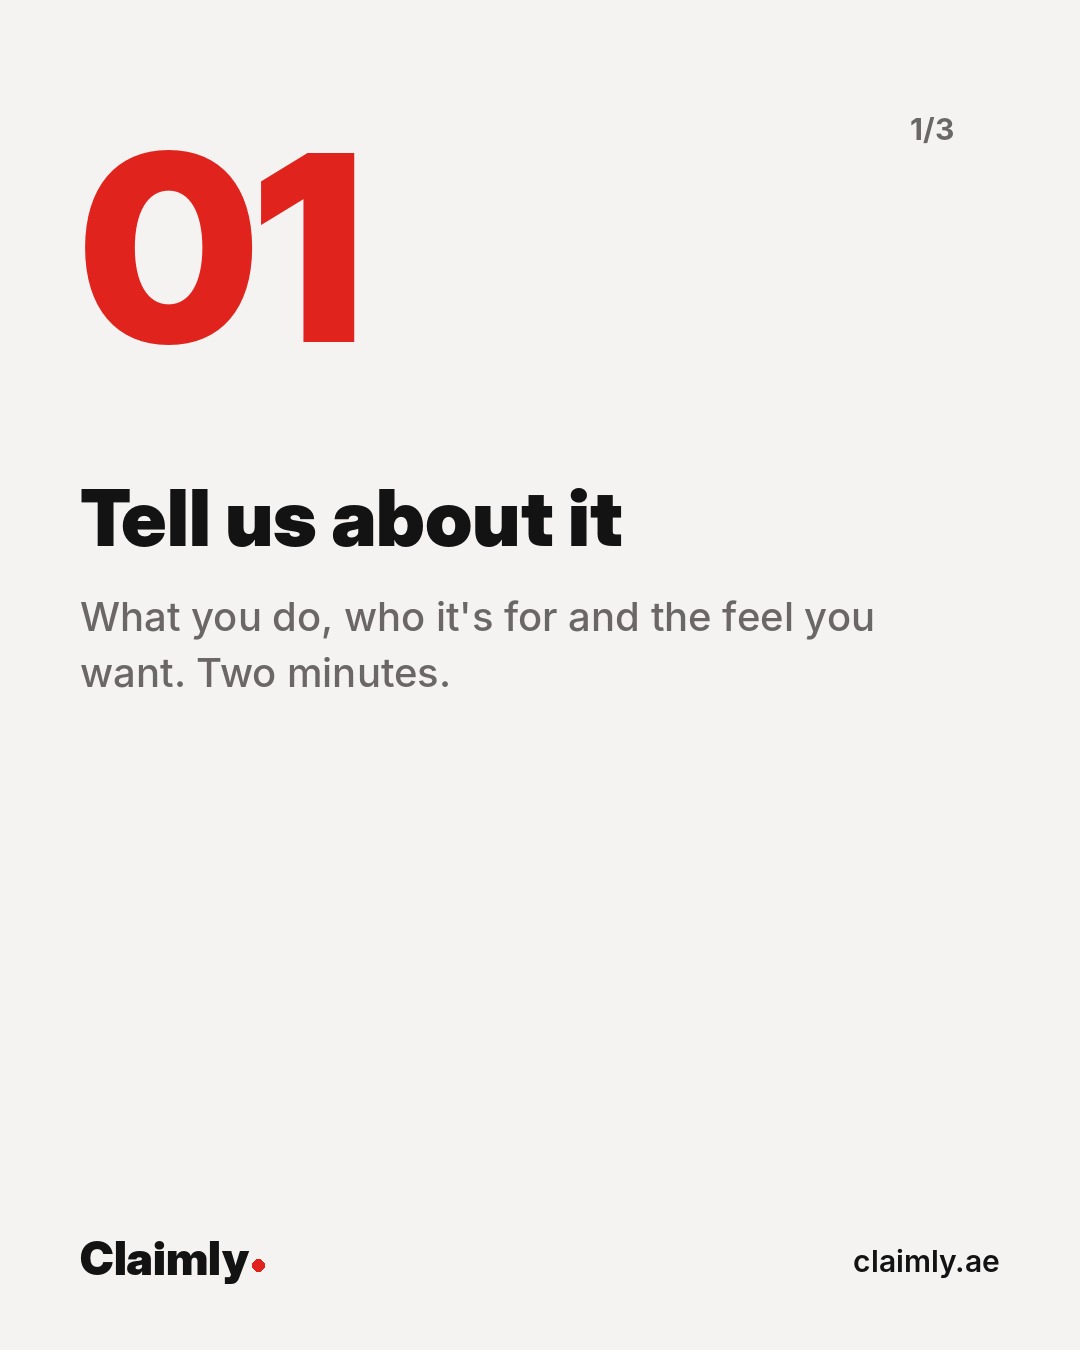 1/3
01
Tell us about it
What you do, who it's for and the feel you
want. Two minutes.
Claimly.
claimly.ae